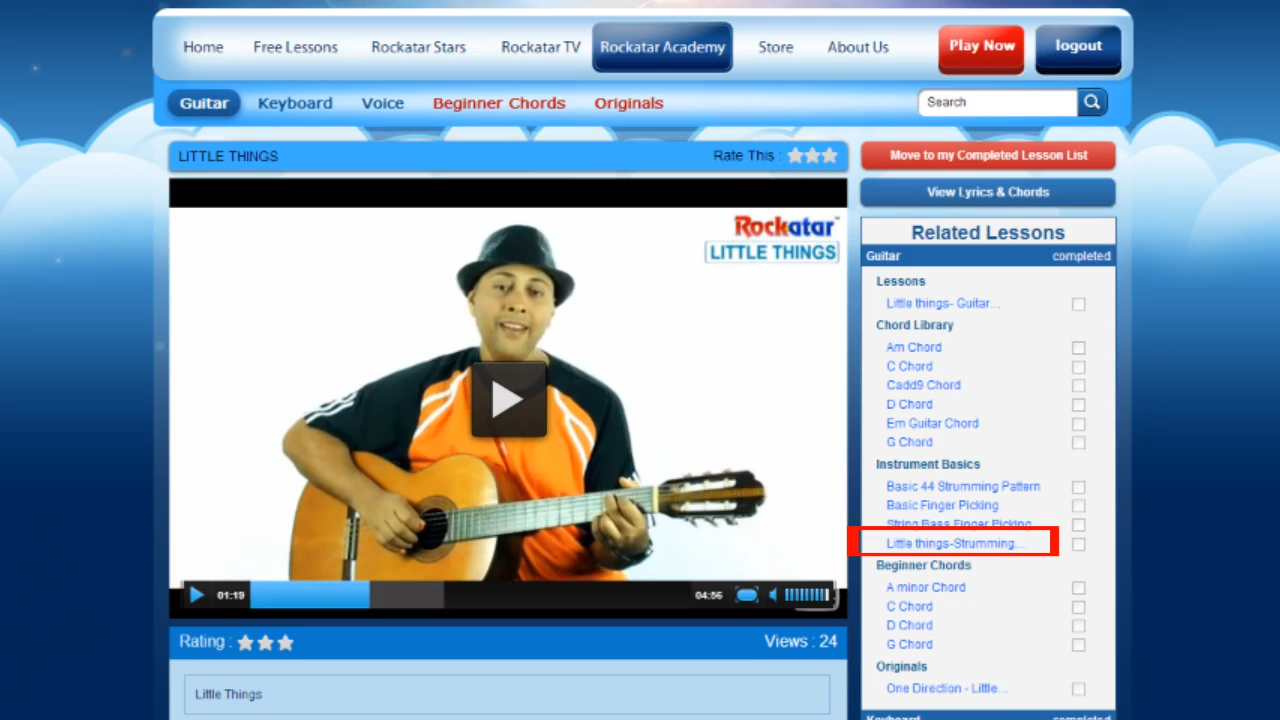 Home Free Lessons Rockatar Stars Rockatar TV Rockatar Academy Store About Us Play Now logout
Guitar Keyboard Voice Beginner Chords Originals Search
LITTLE THINGS Rate This :
Move to my Completed Lesson List
View Lyrics & Chords
Rockatar
LITTLE THINGS
01:19 04:56
Rating : Views : 24
Little Things
Related Lessons
Guitar completed
Lessons
Little things- Guitar...
Chord Library
Am Chord
C Chord
Cadd9 Chord
D Chord
Em Guitar Chord
G Chord
Instrument Basics
Basic 44 Strumming Pattern
Basic Finger Picking
String Bass Finger Picking
Little things-Strumming...
Beginner Chords
A minor Chord
C Chord
D Chord
G Chord
Originals
One Direction - Little...
Keyboard completed